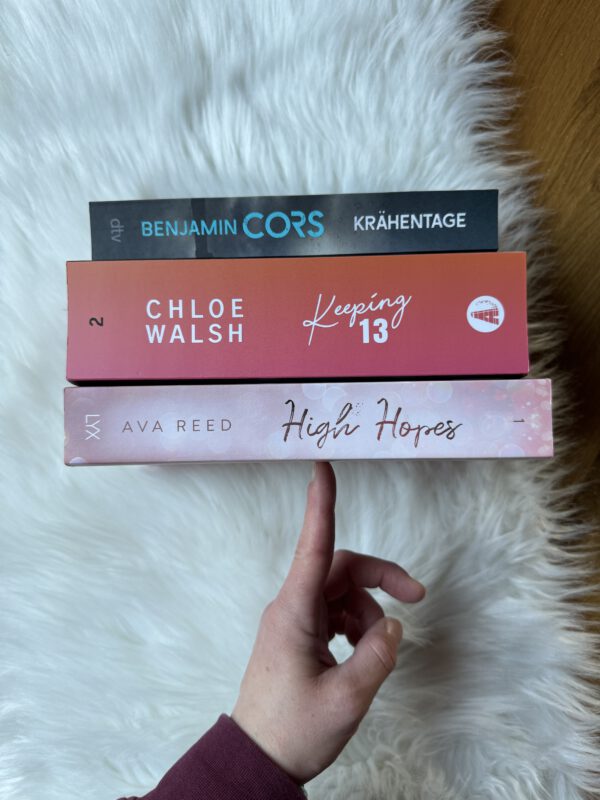 dtv BENJAMIN CORS KRÄHENTAGE
2 CHLOE WALSH Keeping 13
LYX AVA REED High Hopes 1